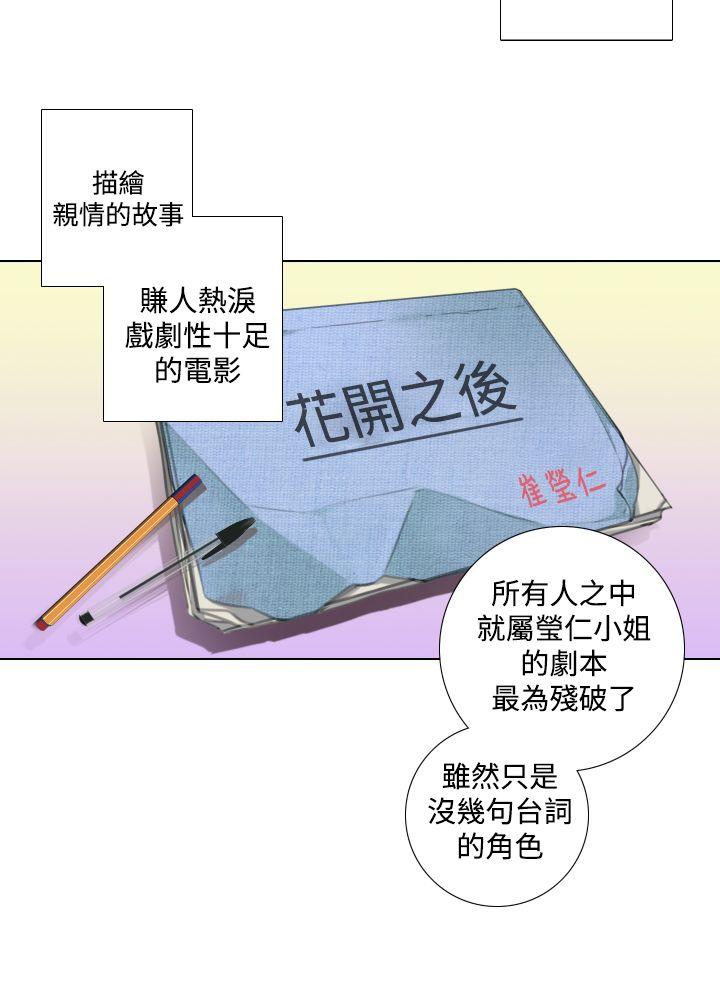 描繪
親情的故事
賺人熱淚
戲劇性十足
的電影
花開之後
崔瑩仁
所有人之中
就屬瑩仁小姐
的劇本
最為殘破了
雖然只是
沒幾句台詞
的角色